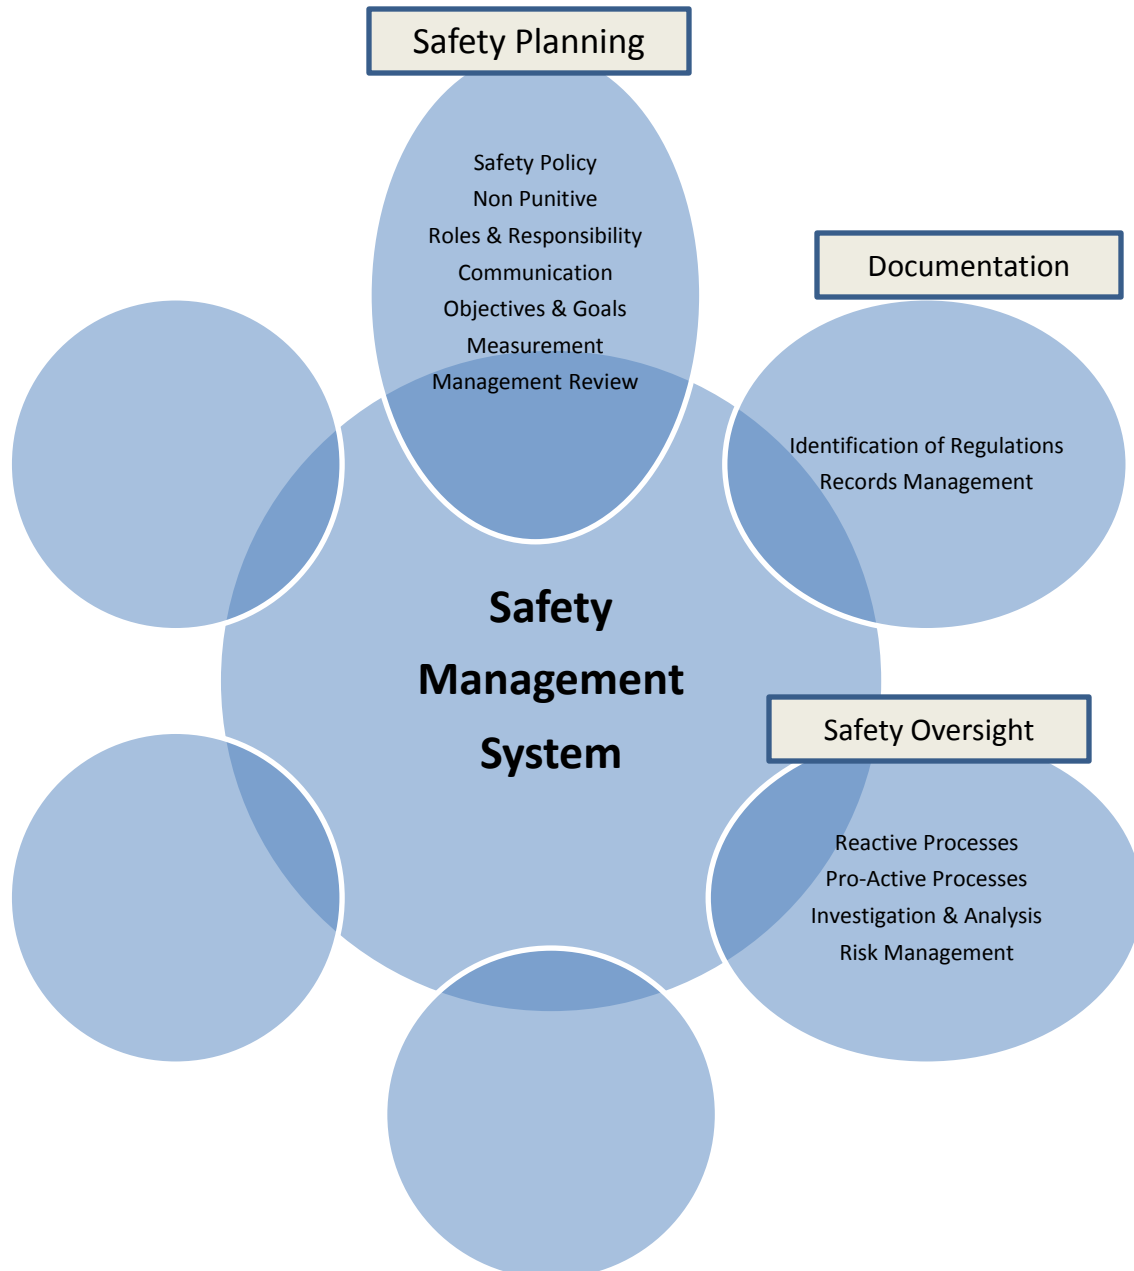 Safety Planning
Safety Policy
Non Punitive
Roles & Responsibility
Communication
Objectives & Goals
Measurement
Management Review
Documentation
Identification of Regulations
Records Management
Safety
Management
System
Safety Oversight
Reactive Processes
Pro-Active Processes
Investigation & Analysis
Risk Management